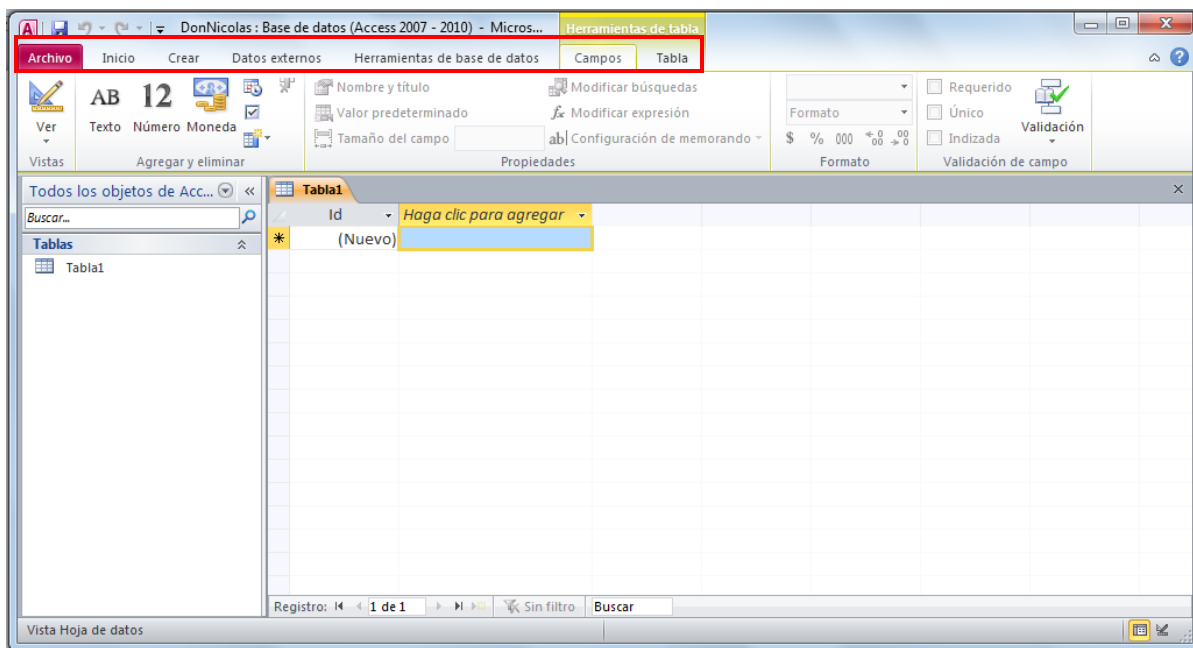 DonNicolas : Base de datos (Access 2007 - 2010) - Micros... Herramientas de tabla
Archivo Inicio Crear Datos externos Herramientas de base de datos Campos Tabla
Ver
AB Texto
12 Número
Moneda
Nombre y título
Valor predeterminado
Tamaño del campo
Modificar búsquedas
fx Modificar expresión
ab Configuración de memorando
Formato
$ % 000
Requerido
Único
Indizada
Validación
Vistas Agregar y eliminar Propiedades Formato Validación de campo
Todos los objetos de Acc... «
Buscar...
Tablas
Tabla1
Tabla1
Id Haga clic para agregar
(Nuevo)
Registro: 1 de 1 Sin filtro Buscar
Vista Hoja de datos